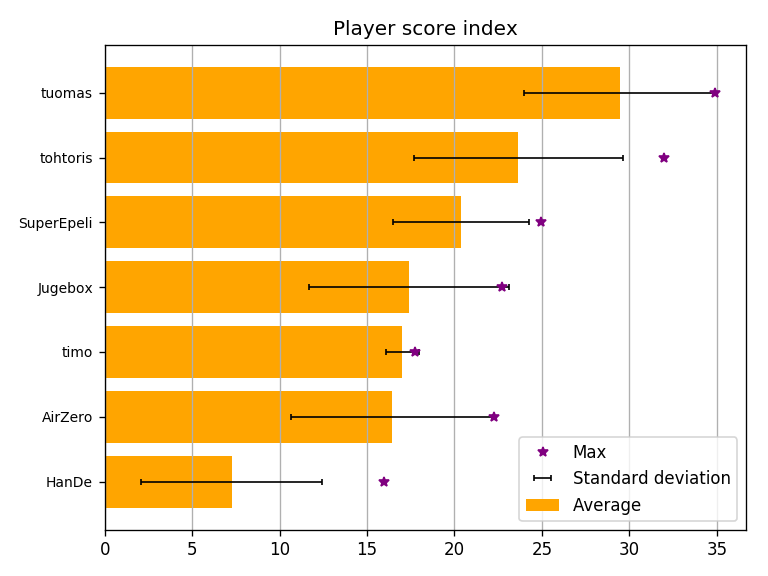 Player score index
tuomas
tohtoris
SuperEpeli
Jugebox
timo
AirZero
HanDe
Max
Standard deviation
Average
0 5 10 15 20 25 30 35